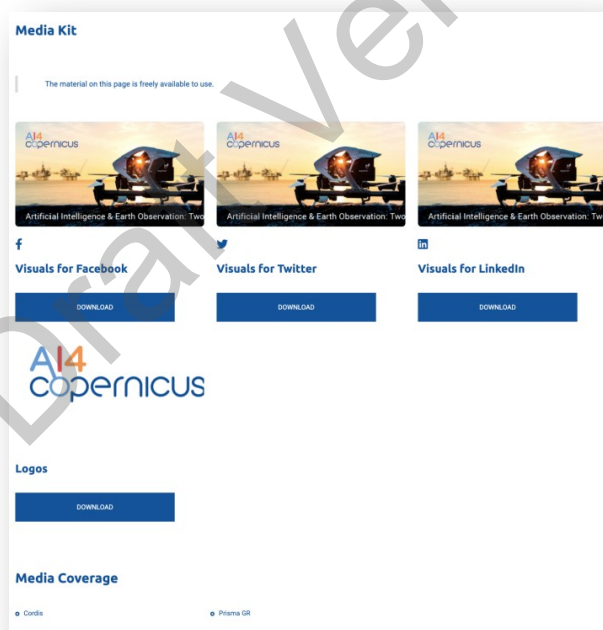 Media Kit
The material on this page is freely available to use.
AI4
copernicus
AI4
copernicus
AI4
copernicus
Artificial Intelligence & Earth Observation: Two
Artificial Intelligence & Earth Observation: Two
Artificial Intelligence & Earth Observation: Tw
Visuals for Facebook
Visuals for Twitter
Visuals for LinkedIn
DOWNLOAD
DOWNLOAD
DOWNLOAD
AI4
copernicus
Logos
DOWNLOAD
Media Coverage
Cordis
Prisma GR
Draft Ver